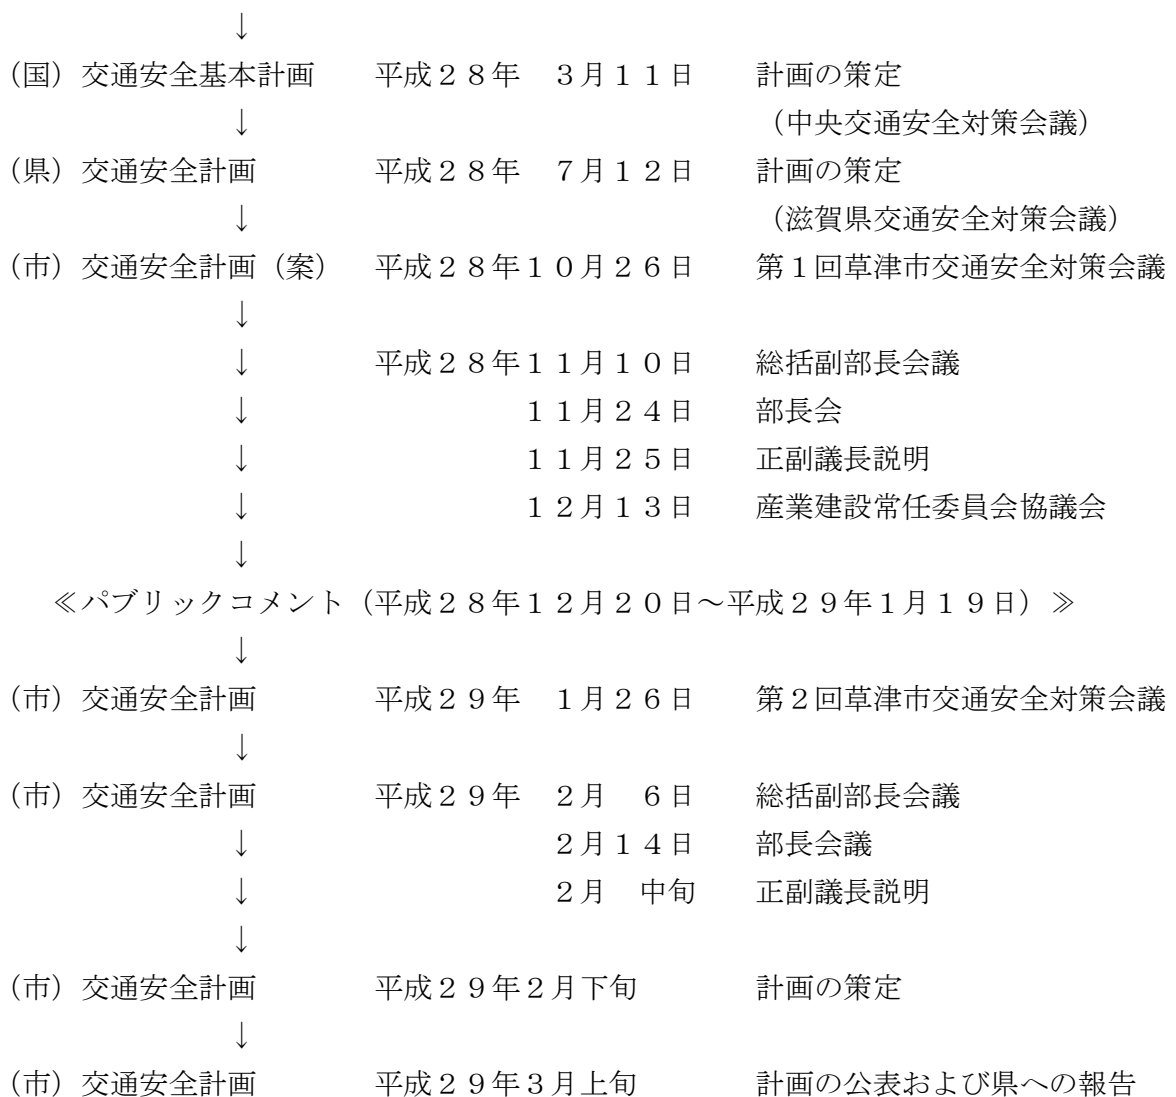 ↓
（国）交通安全基本計画　　平成２８年　３月１１日　　計画の策定
↓　（中央交通安全対策会議）
（県）交通安全計画　　平成２８年　７月１２日　　計画の策定
↓　（滋賀県交通安全対策会議）
（市）交通安全計画（案）　平成２８年１０月２６日　　第１回草津市交通安全対策会議
↓
↓　平成２８年１１月１０日　　総括副部長会議
↓　１１月２４日　　部長会
↓　１１月２５日　　正副議長説明
↓　１２月１３日　　産業建設常任委員会協議会
↓
≪パブリックコメント（平成２８年１２月２０日～平成２９年１月１９日）≫
↓
（市）交通安全計画　　平成２９年　１月２６日　　第２回草津市交通安全対策会議
↓
（市）交通安全計画　　平成２９年　２月　６日　　総括副部長会議
↓　２月１４日　　部長会議
↓　２月　中旬　　正副議長説明
↓
（市）交通安全計画　　平成２９年２月下旬　　計画の策定
↓
（市）交通安全計画　　平成２９年３月上旬　　計画の公表および県への報告